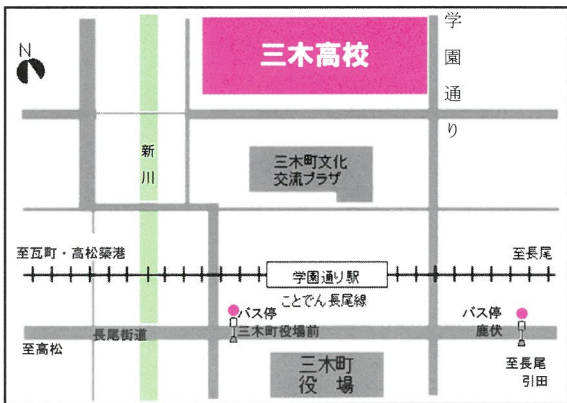 N
三木高校
学園通り
新川
三木町文化
交流プラザ
至瓦町・高松築港
至長尾
学園通り駅
ことでん長尾線
バス停
三木町役場前
バス停
鹿伏
長尾街道
至高松
三木町
役場
至長尾
引田